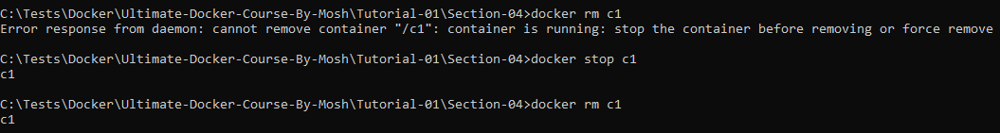 C:\Tests\Docker\Ultimate-Docker-Course-By-Mosh\Tutorial-01\Section-04>docker rm c1
Error response from daemon: cannot remove container "/c1": container is running: stop the container before removing or force remove
C:\Tests\Docker\Ultimate-Docker-Course-By-Mosh\Tutorial-01\Section-04>docker stop c1
c1
C:\Tests\Docker\Ultimate-Docker-Course-By-Mosh\Tutorial-01\Section-04>docker rm c1
c1